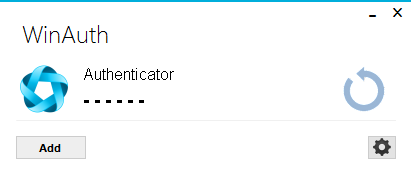 WinAuth
Authenticator
- - - - - -
Add